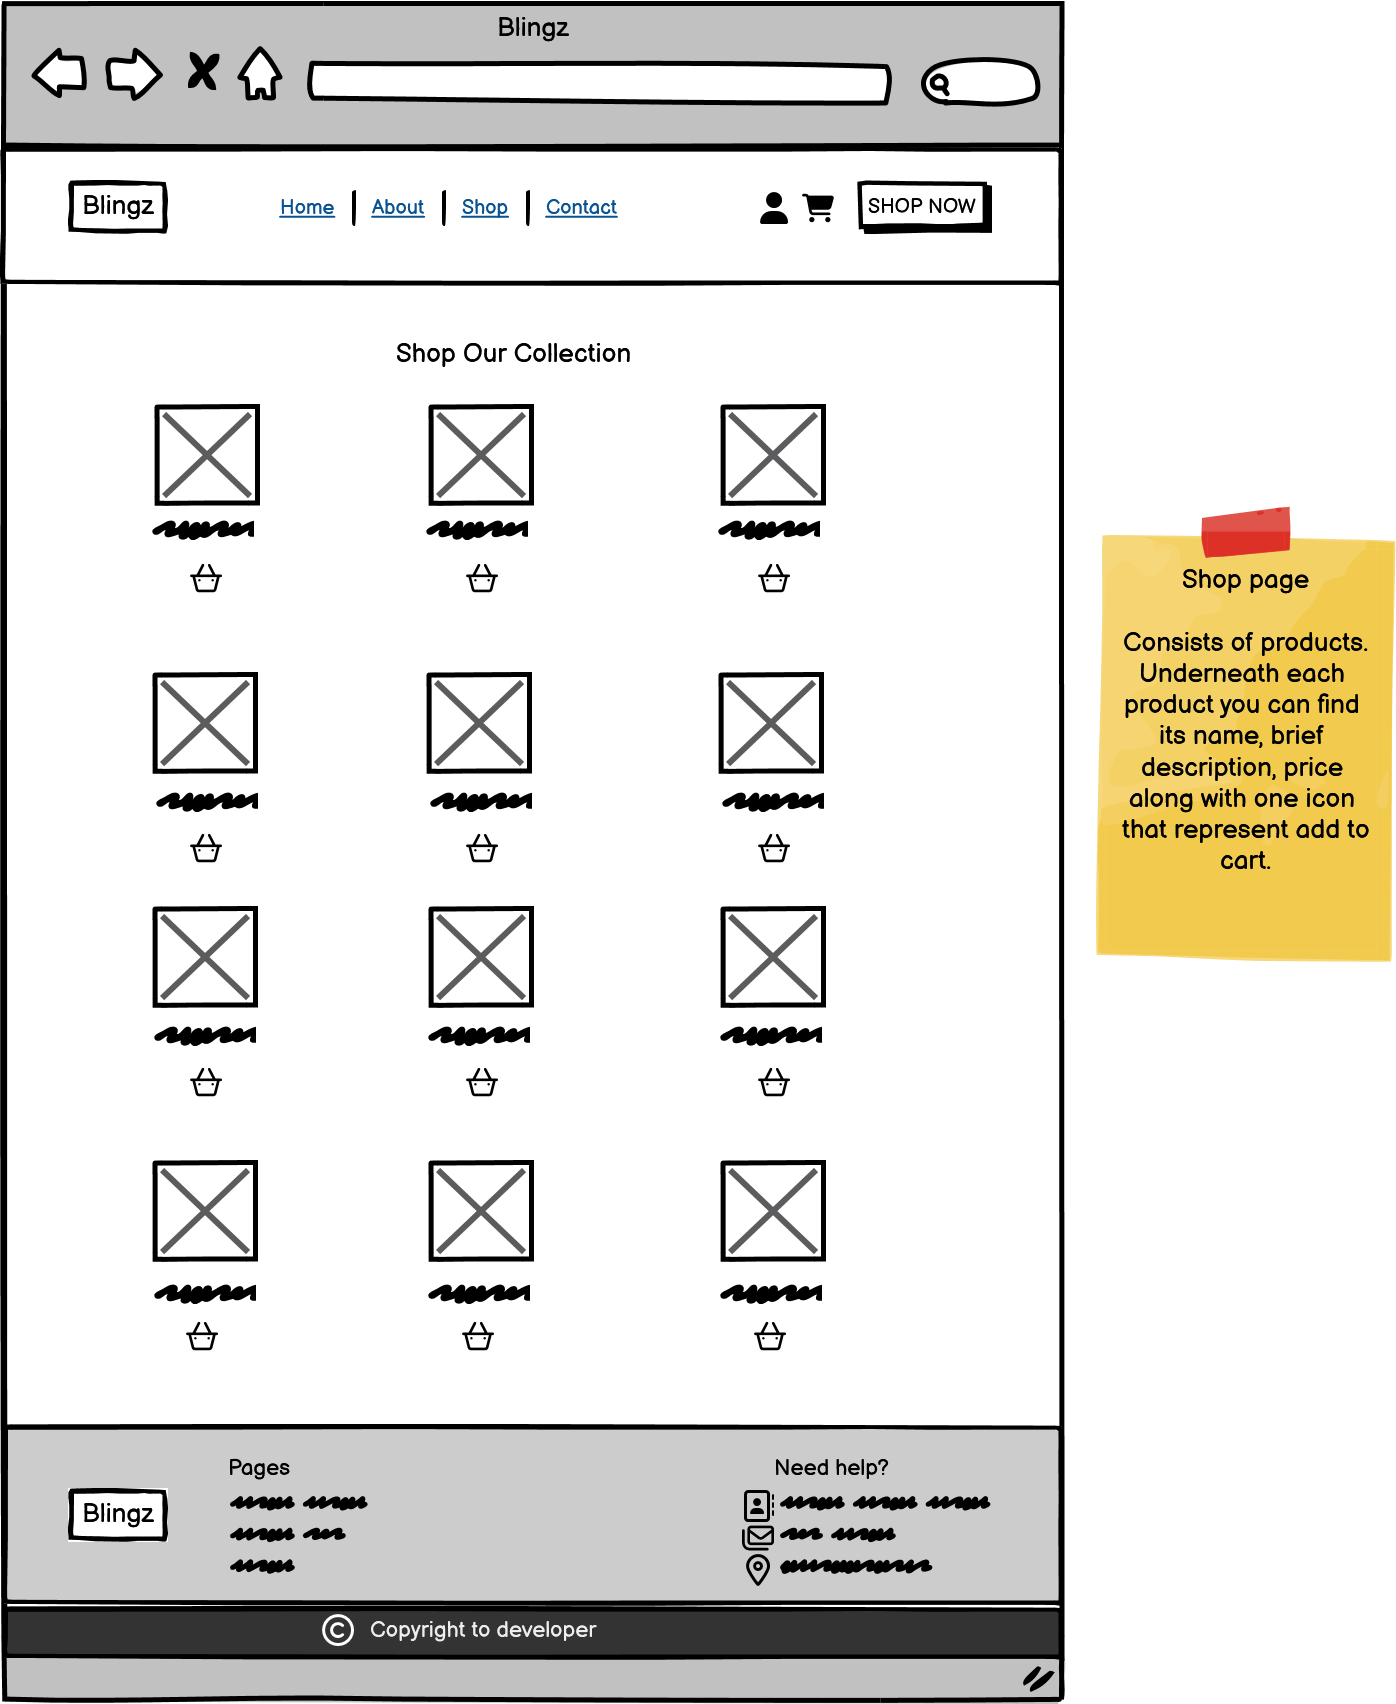 Blingz
Blingz
Home
About
Shop
Contact
SHOP NOW
Shop Our Collection
Shop page
Consists of products.
Underneath each
product you can find
its name, brief
description, price
along with one icon
that represent add to
cart.
Pages
Need help?
Blingz
© Copyright to developer